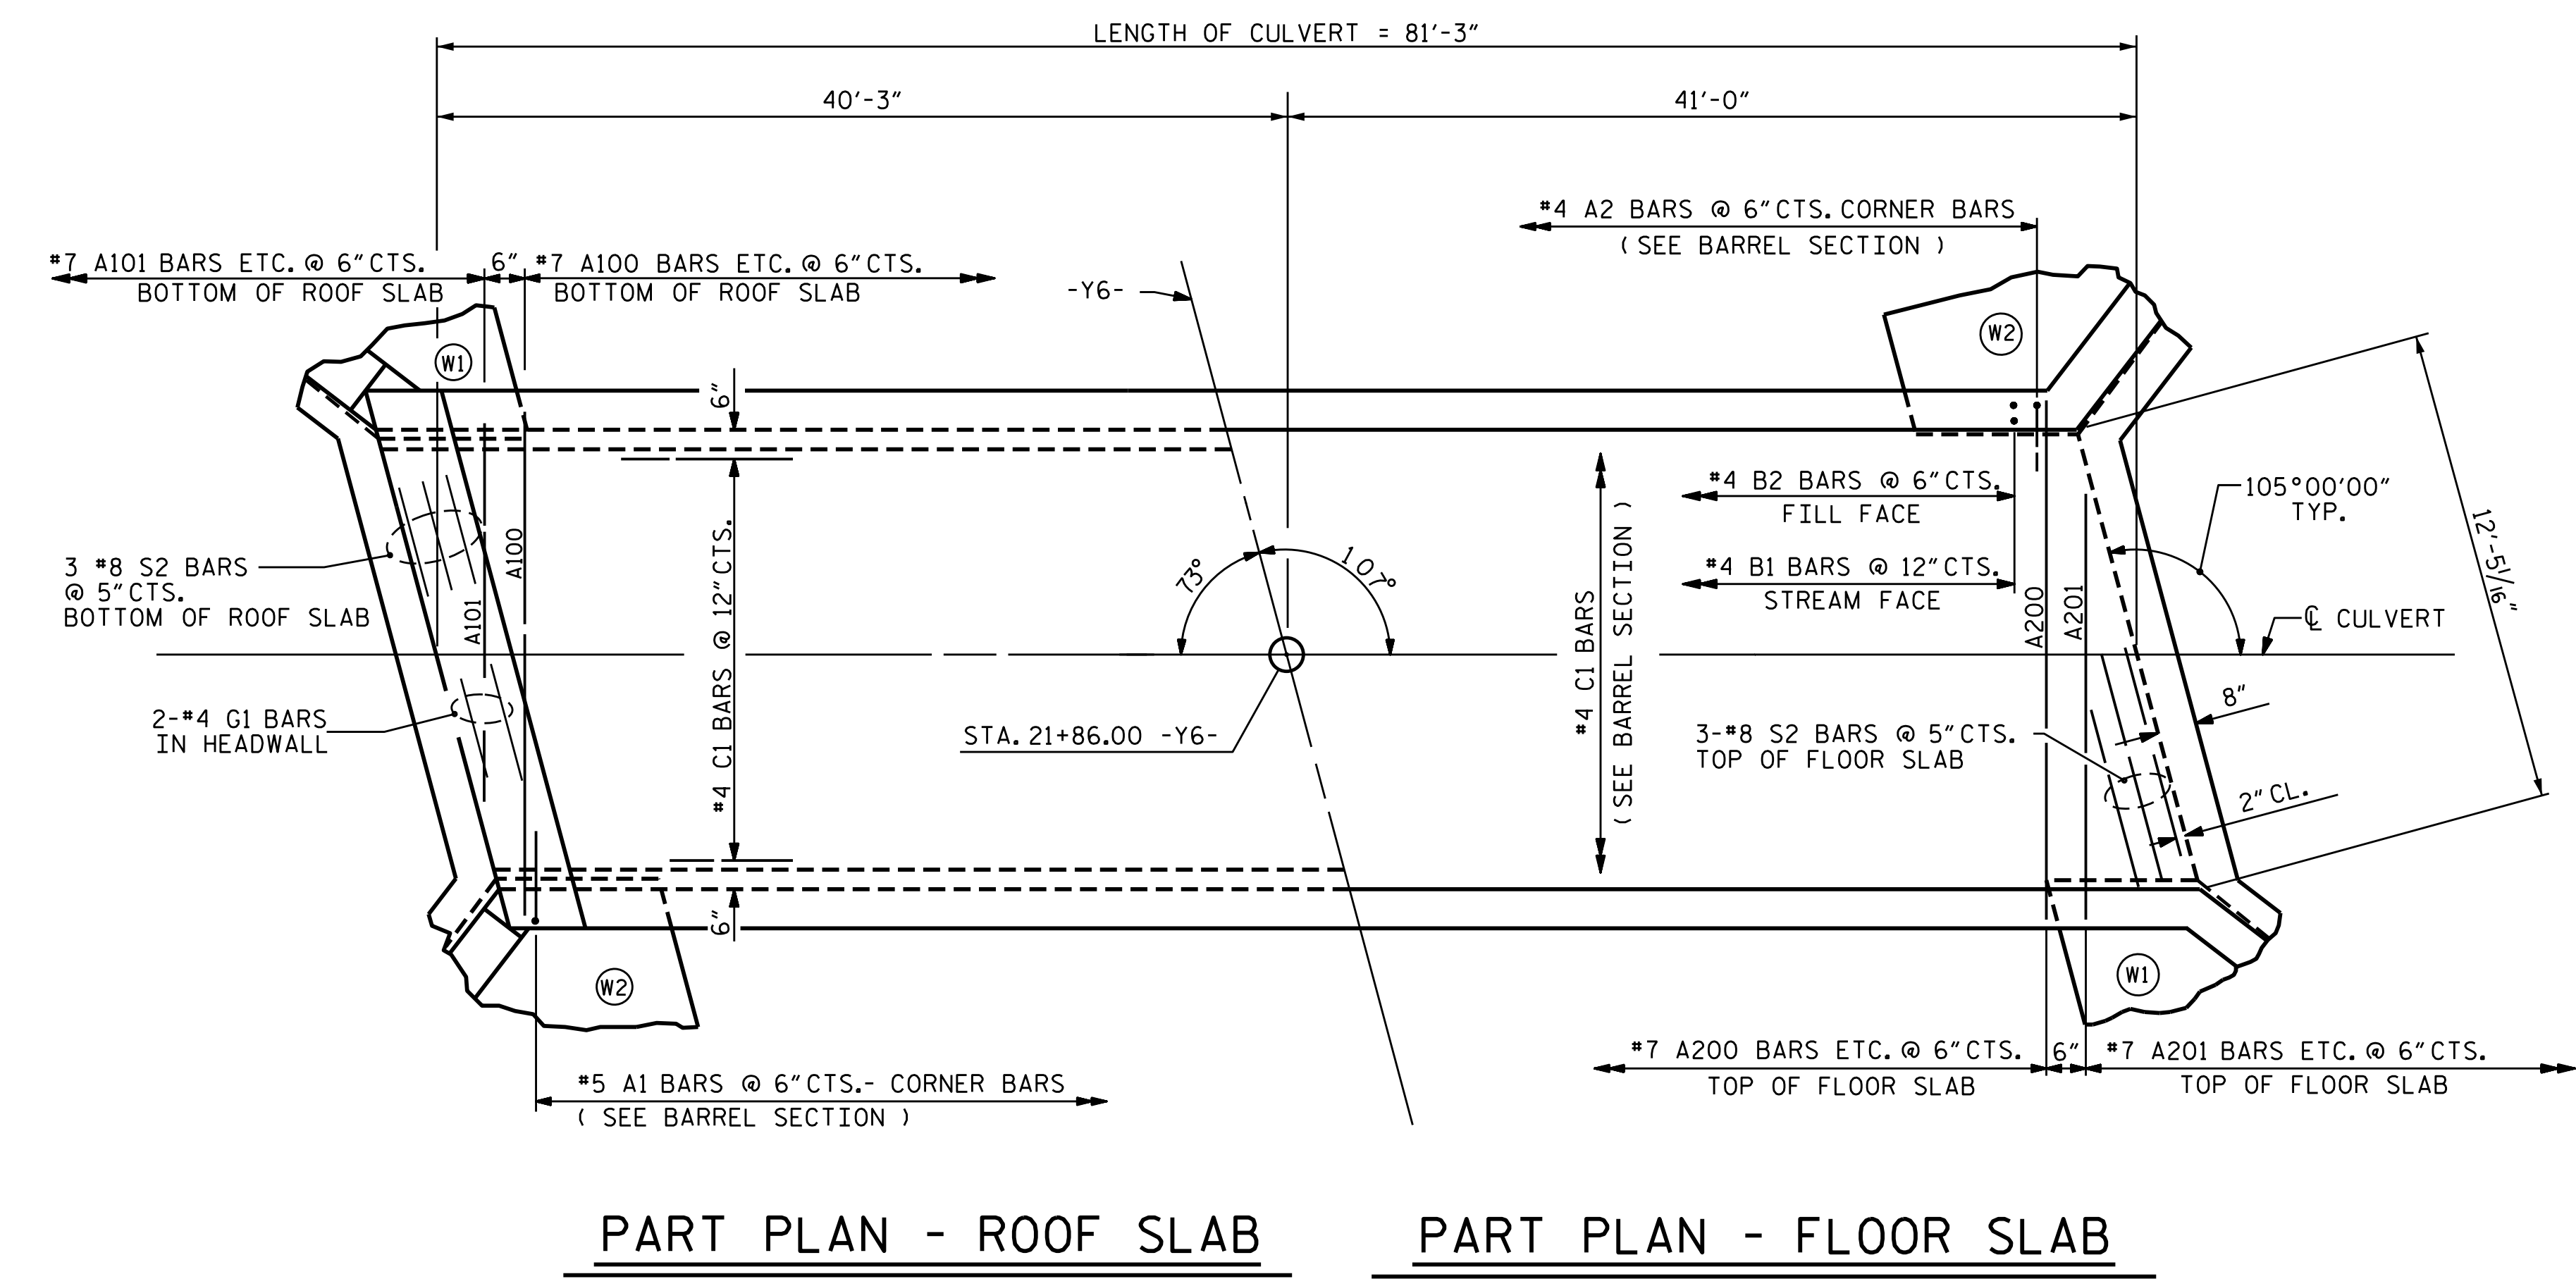 LENGTH OF CULVERT = 81'-3"
40'-3"
41'-0"
#4 A2 BARS @ 6"CTS. CORNER BARS
( SEE BARREL SECTION )
#7 A101 BARS ETC. @ 6"CTS.
BOTTOM OF ROOF SLAB
6"
#7 A100 BARS ETC. @ 6"CTS.
BOTTOM OF ROOF SLAB
-Y6-
W1
W2
6"
#4 B2 BARS @ 6"CTS.
FILL FACE
105°00'00"
TYP.
12'-5 1/16"
3 #8 S2 BARS
@ 5"CTS.
BOTTOM OF ROOF SLAB
A101
A100
#4 C1 BARS @ 12"CTS.
73°
107°
#4 C1 BARS
( SEE BARREL SECTION )
#4 B1 BARS @ 12"CTS.
STREAM FACE
A200
A201
℄ CULVERT
8"
2-#4 G1 BARS
IN HEADWALL
STA. 21+86.00 -Y6-
3-#8 S2 BARS @ 5"CTS.
TOP OF FLOOR SLAB
2"CL.
6"
W2
W1
#5 A1 BARS @ 6"CTS.- CORNER BARS
( SEE BARREL SECTION )
#7 A200 BARS ETC. @ 6"CTS.
TOP OF FLOOR SLAB
6"
#7 A201 BARS ETC. @ 6"CTS.
TOP OF FLOOR SLAB
PART PLAN - ROOF SLAB
PART PLAN - FLOOR SLAB